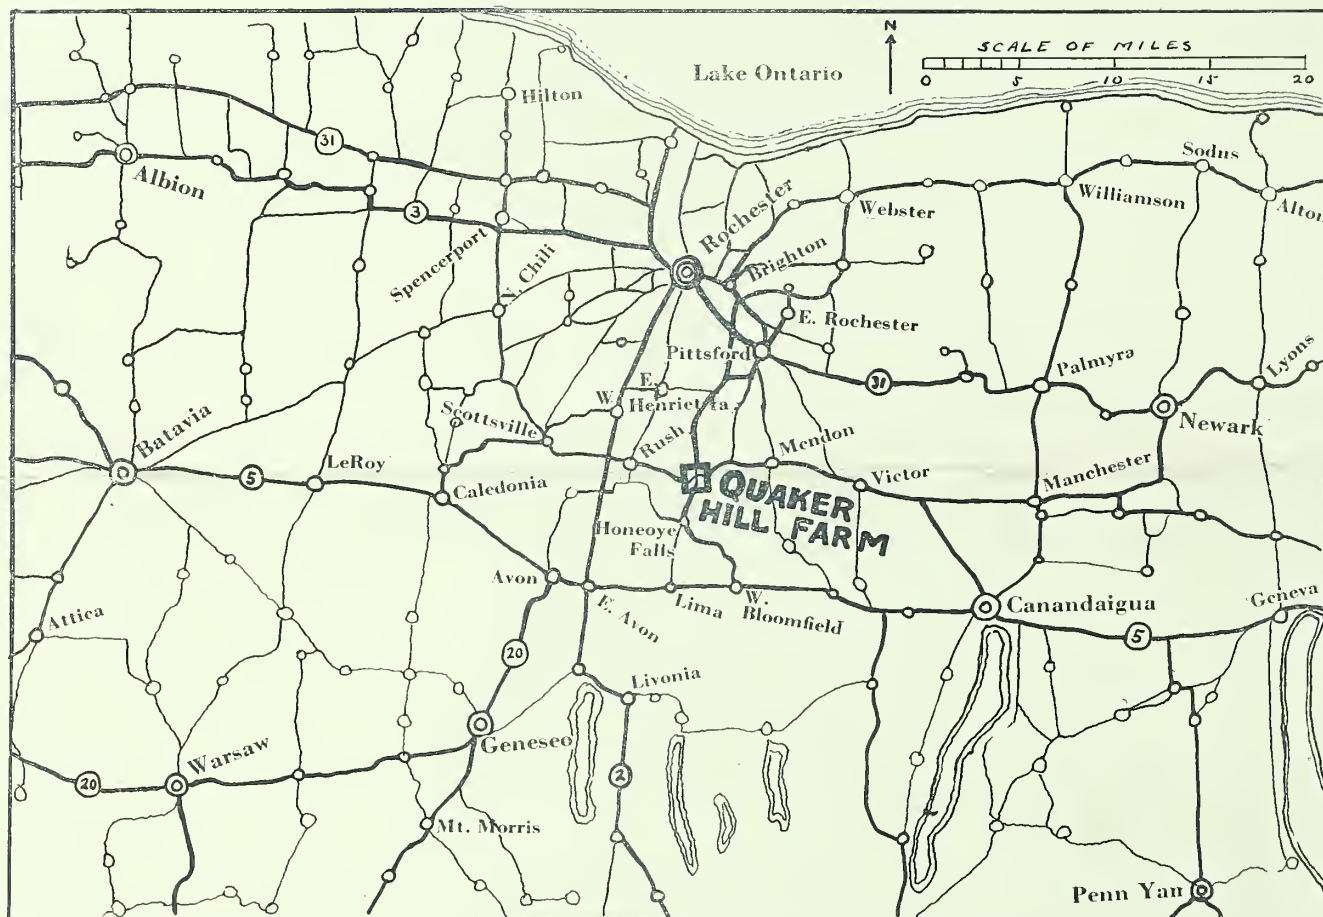 N
SCALE OF MILES
0 5 10 15 20
Lake Ontario
Hilton
31
Albion
3
Spencerport
N. Chili
Rochester
Brighton
Webster
Williamson
Sodus
Alton
E. Rochester
Pittsford
31
Palmyra
Lyons
Newark
E.
W. Henrietta
Scottsville
Rush
Mendon
Victor
Manchester
Batavia
5
LeRoy
Caledonia
QUAKER
HILL FARM
Honeoye
Falls
Avon
E. Avon
Lima
W.
Bloomfield
Canandaigua
5
Geneva
Attica
20
Livonia
Geneseo
Warsaw
20
2
Mt. Morris
Penn Yan